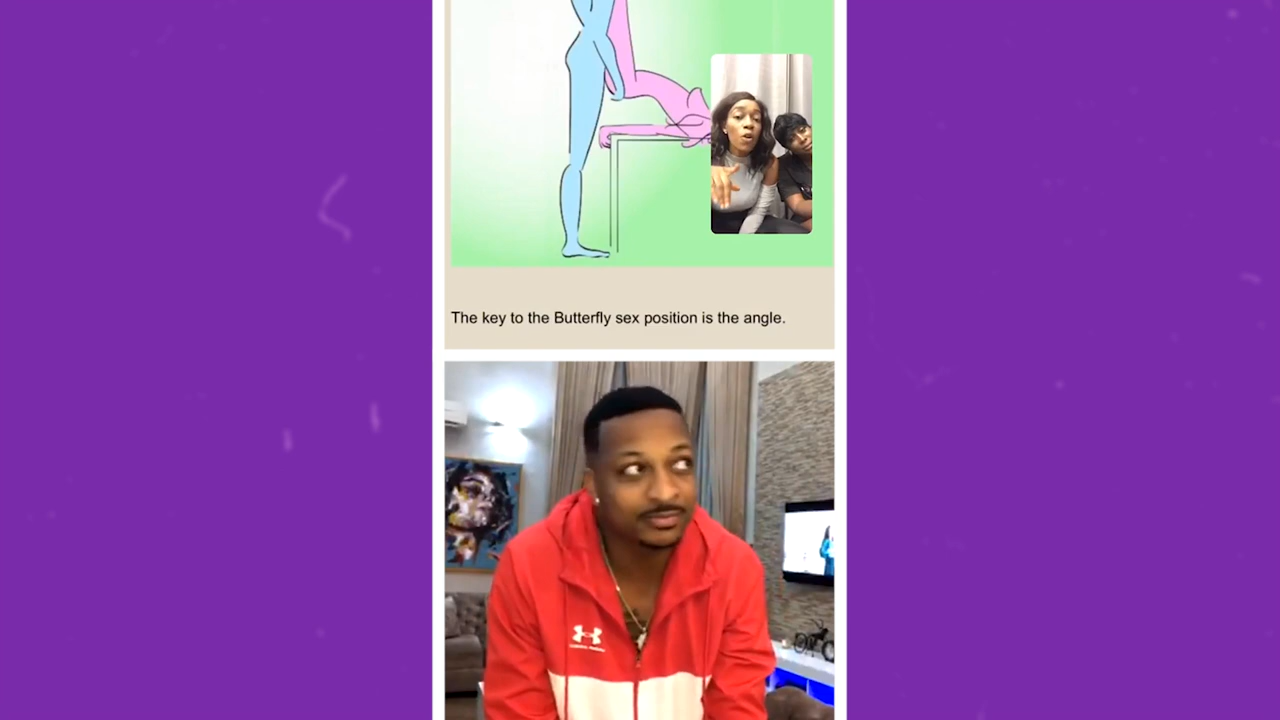 The key to the Butterfly sex position is the angle.